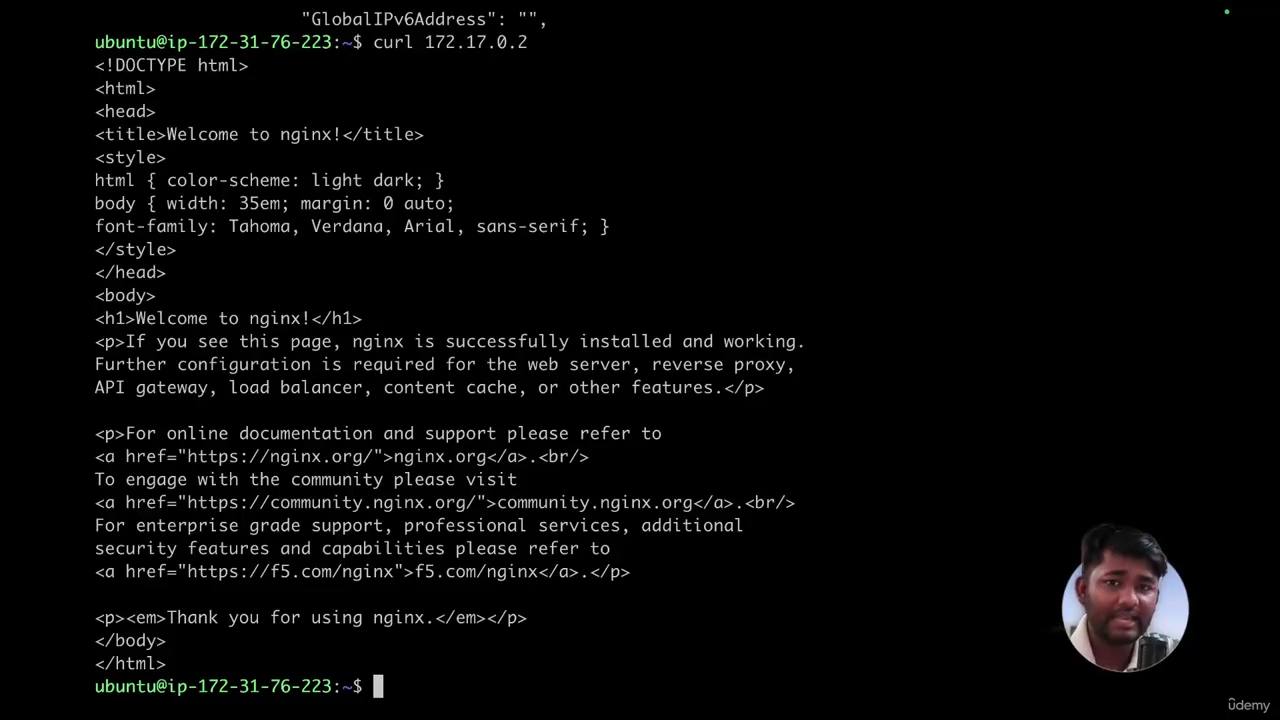 "GlobalIPv6Address": "",
ubuntu@ip-172-31-76-223:~$ curl 172.17.0.2
<!DOCTYPE html>
<html>
<head>
<title>Welcome to nginx!</title>
<style>
html { color-scheme: light dark; }
body { width: 35em; margin: 0 auto;
font-family: Tahoma, Verdana, Arial, sans-serif; }
</style>
</head>
<body>
<h1>Welcome to nginx!</h1>
<p>If you see this page, nginx is successfully installed and working.
Further configuration is required for the web server, reverse proxy,
API gateway, load balancer, content cache, or other features.</p>
<p>For online documentation and support please refer to
<a href="https://nginx.org/">nginx.org</a>.<br/>
To engage with the community please visit
<a href="https://community.nginx.org/">community.nginx.org</a>.<br/>
For enterprise grade support, professional services, additional
security features and capabilities please refer to
<a href="https://f5.com/nginx">f5.com/nginx</a>.</p>
<p><em>Thank you for using nginx.</em></p>
</body>
</html>
ubuntu@ip-172-31-76-223:~$
ûdemy